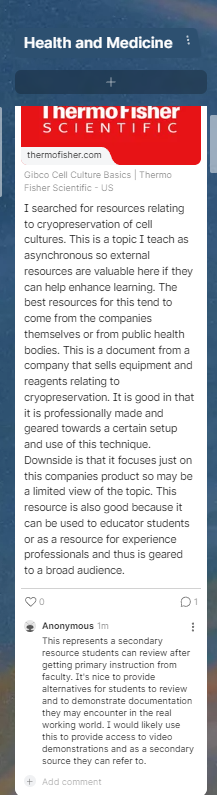 Health and Medicine
ThermoFisher
SCIENTIFIC
thermofisher.com
Gibco Cell Culture Basics | Thermo
Fisher Scientific - US
I searched for resources relating
to cryopreservation of cell
cultures. This is a topic I teach as
asynchronous so external
resources are valuable here if they
can help enhance learning. The
best resources for this tend to
come from the companies
themselves or from public health
bodies. This is a document from a
company that sells equipment and
reagents relating to
cryopreservation. It is good in that
it is professionally made and
geared towards a certain setup
and use of this technique.
Downside is that it focuses just on
this companies product so may be
a limited view of the topic. This
resource is also good because it
can be used to educator students
or as a resource for experience
professionals and thus is geared
to a broad audience.
0
1
Anonymous 1m
This represents a secondary
resource students can review after
getting primary instruction from
faculty. It's nice to provide
alternatives for students to review
and to demonstrate documentation
they may encounter in the real
working world. I would likely use
this to provide access to video
demonstrations and as a secondary
source they can refer to.
Add comment